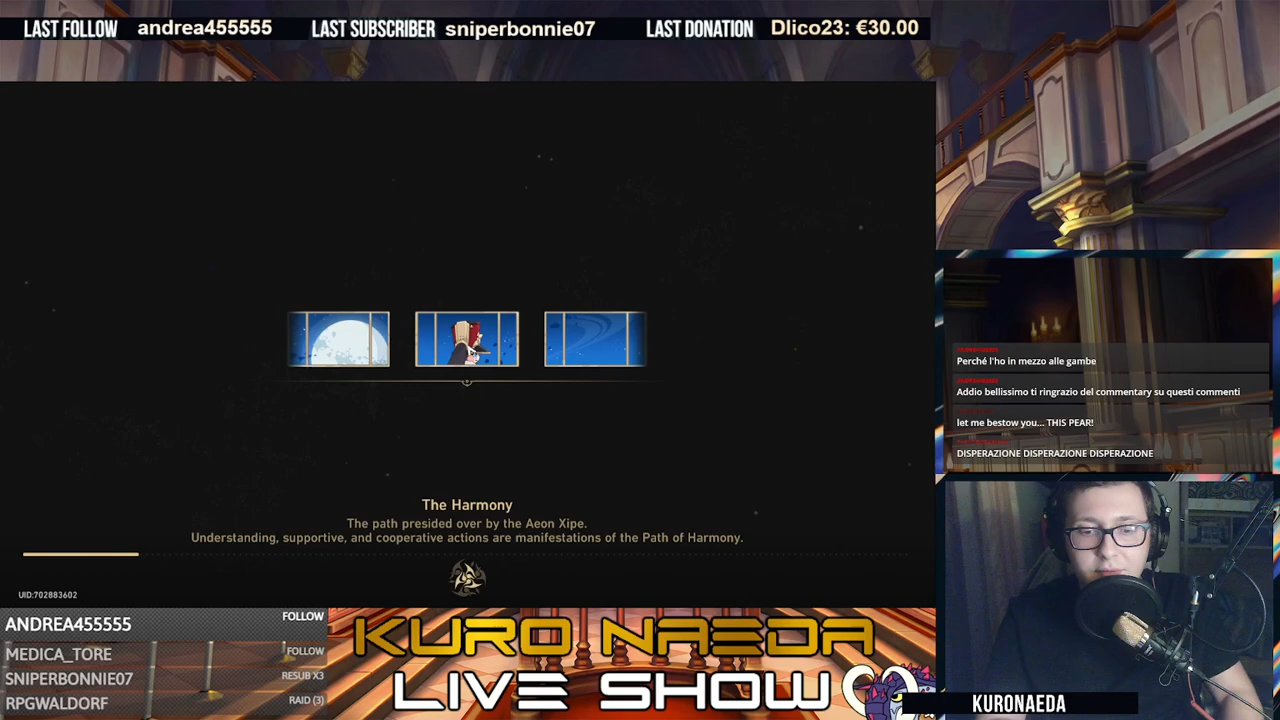 LAST FOLLOW andrea455555 LAST SUBSCRIBER sniperbonnie07 LAST DONATION Dlico23: €30.00
Perché l'ho in mezzo alle gambe
Addio bellissimo ti ringrazio del commentary su questi commenti
let me bestow you... THIS PEAR!
DISPERAZIONE DISPERAZIONE DISPERAZIONE
The Harmony
The path presided over by the Aeon Xipe.
Understanding, supportive, and cooperative actions are manifestations of the Path of Harmony.
UID:702883602
ANDREA455555 FOLLOW
MEDICA_TORE FOLLOW
SNIPERBONNIE07 RESUB X3
RPGWALDORF RAID (3)
KURO NAEDA
LIVE SHOW
KURONAEDA